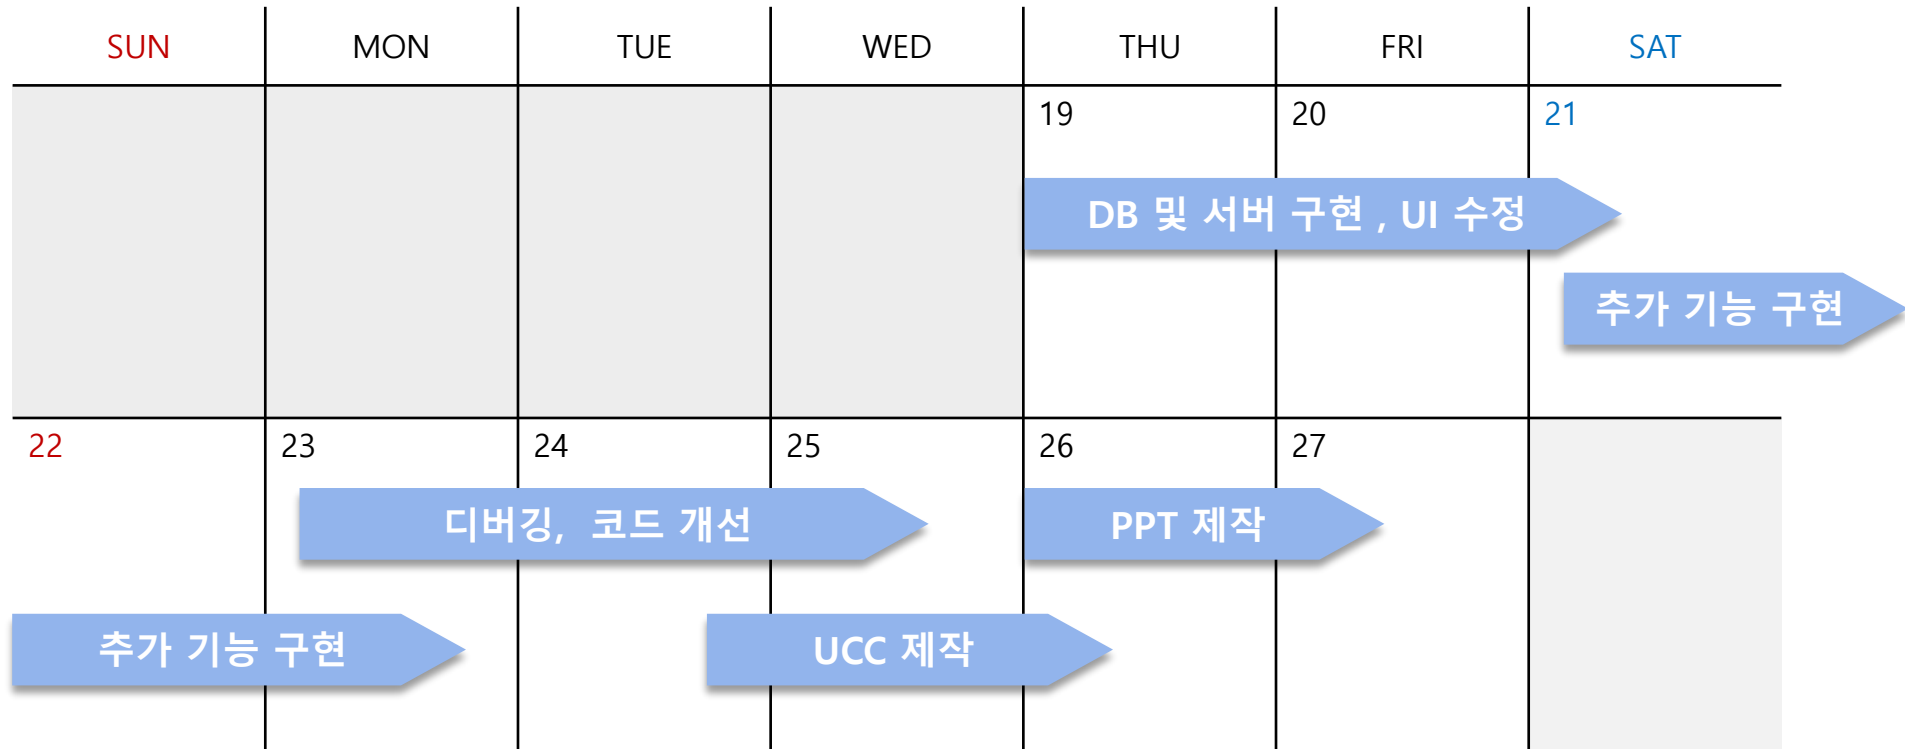 SUN MON TUE WED THU FRI SAT
19 20 21
DB 및 서버 구현 , UI 수정
추가 기능 구현
22 23 24 25 26 27
디버깅, 코드 개선 PPT 제작
추가 기능 구현 UCC 제작